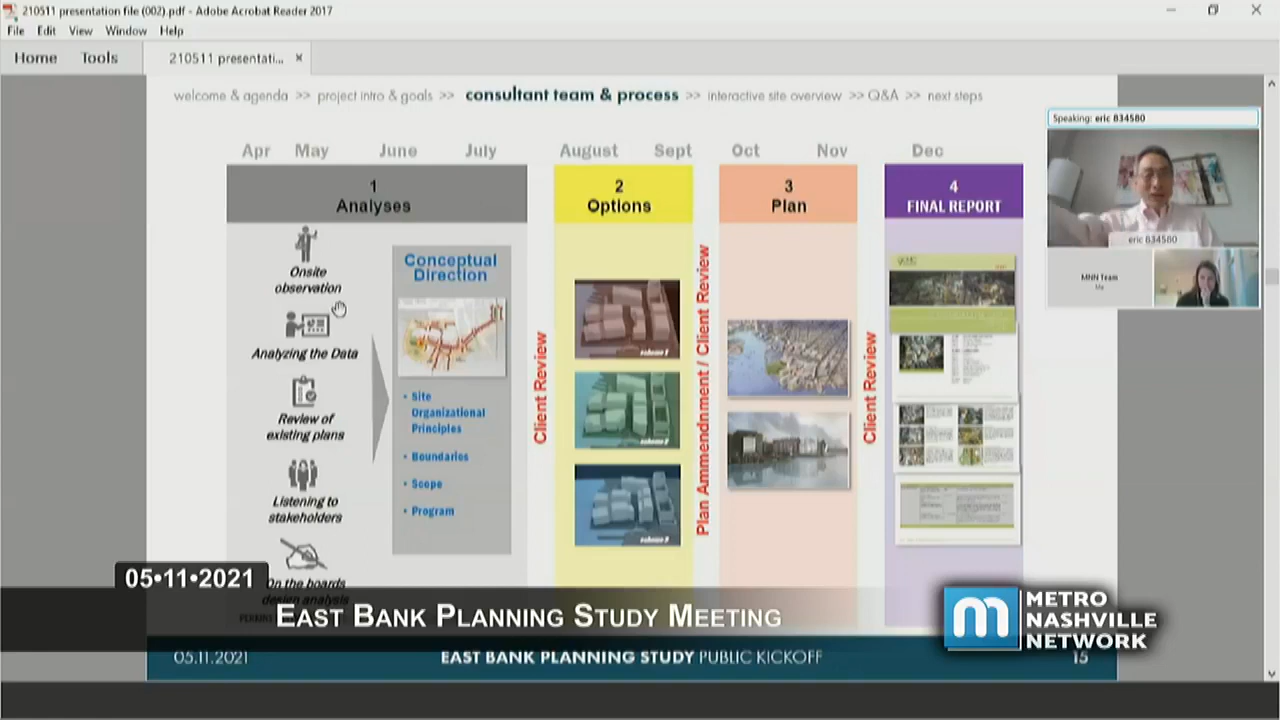 210511 presentation file (002).pdf - Adobe Acrobat Reader 2017
File Edit View Window Help
Home Tools 210511 presentati... ×
welcome & agenda >> project intro & goals >> consultant team & process >> interactive site overview >> Q&A >> next steps
Speaking: eric 834580
eric 834580
MNN Team
Apr May June July August Sept Oct Nov Dec
1
Analyses
Onsite
observation
Analyzing the Data
Review of
existing plans
Listening to
stakeholders
On the boards
design analysis
Conceptual
Direction
• Site
Organizational
Principles
• Boundaries
• Scope
• Program
Client Review
2
Options
Plan Ammendnment / Client Review
3
Plan
Client Review
4
FINAL REPORT
05•11•2021
EAST BANK PLANNING STUDY MEETING
m METRO
NASHVILLE
NETWORK
05.11.2021 EAST BANK PLANNING STUDY PUBLIC KICKOFF 15